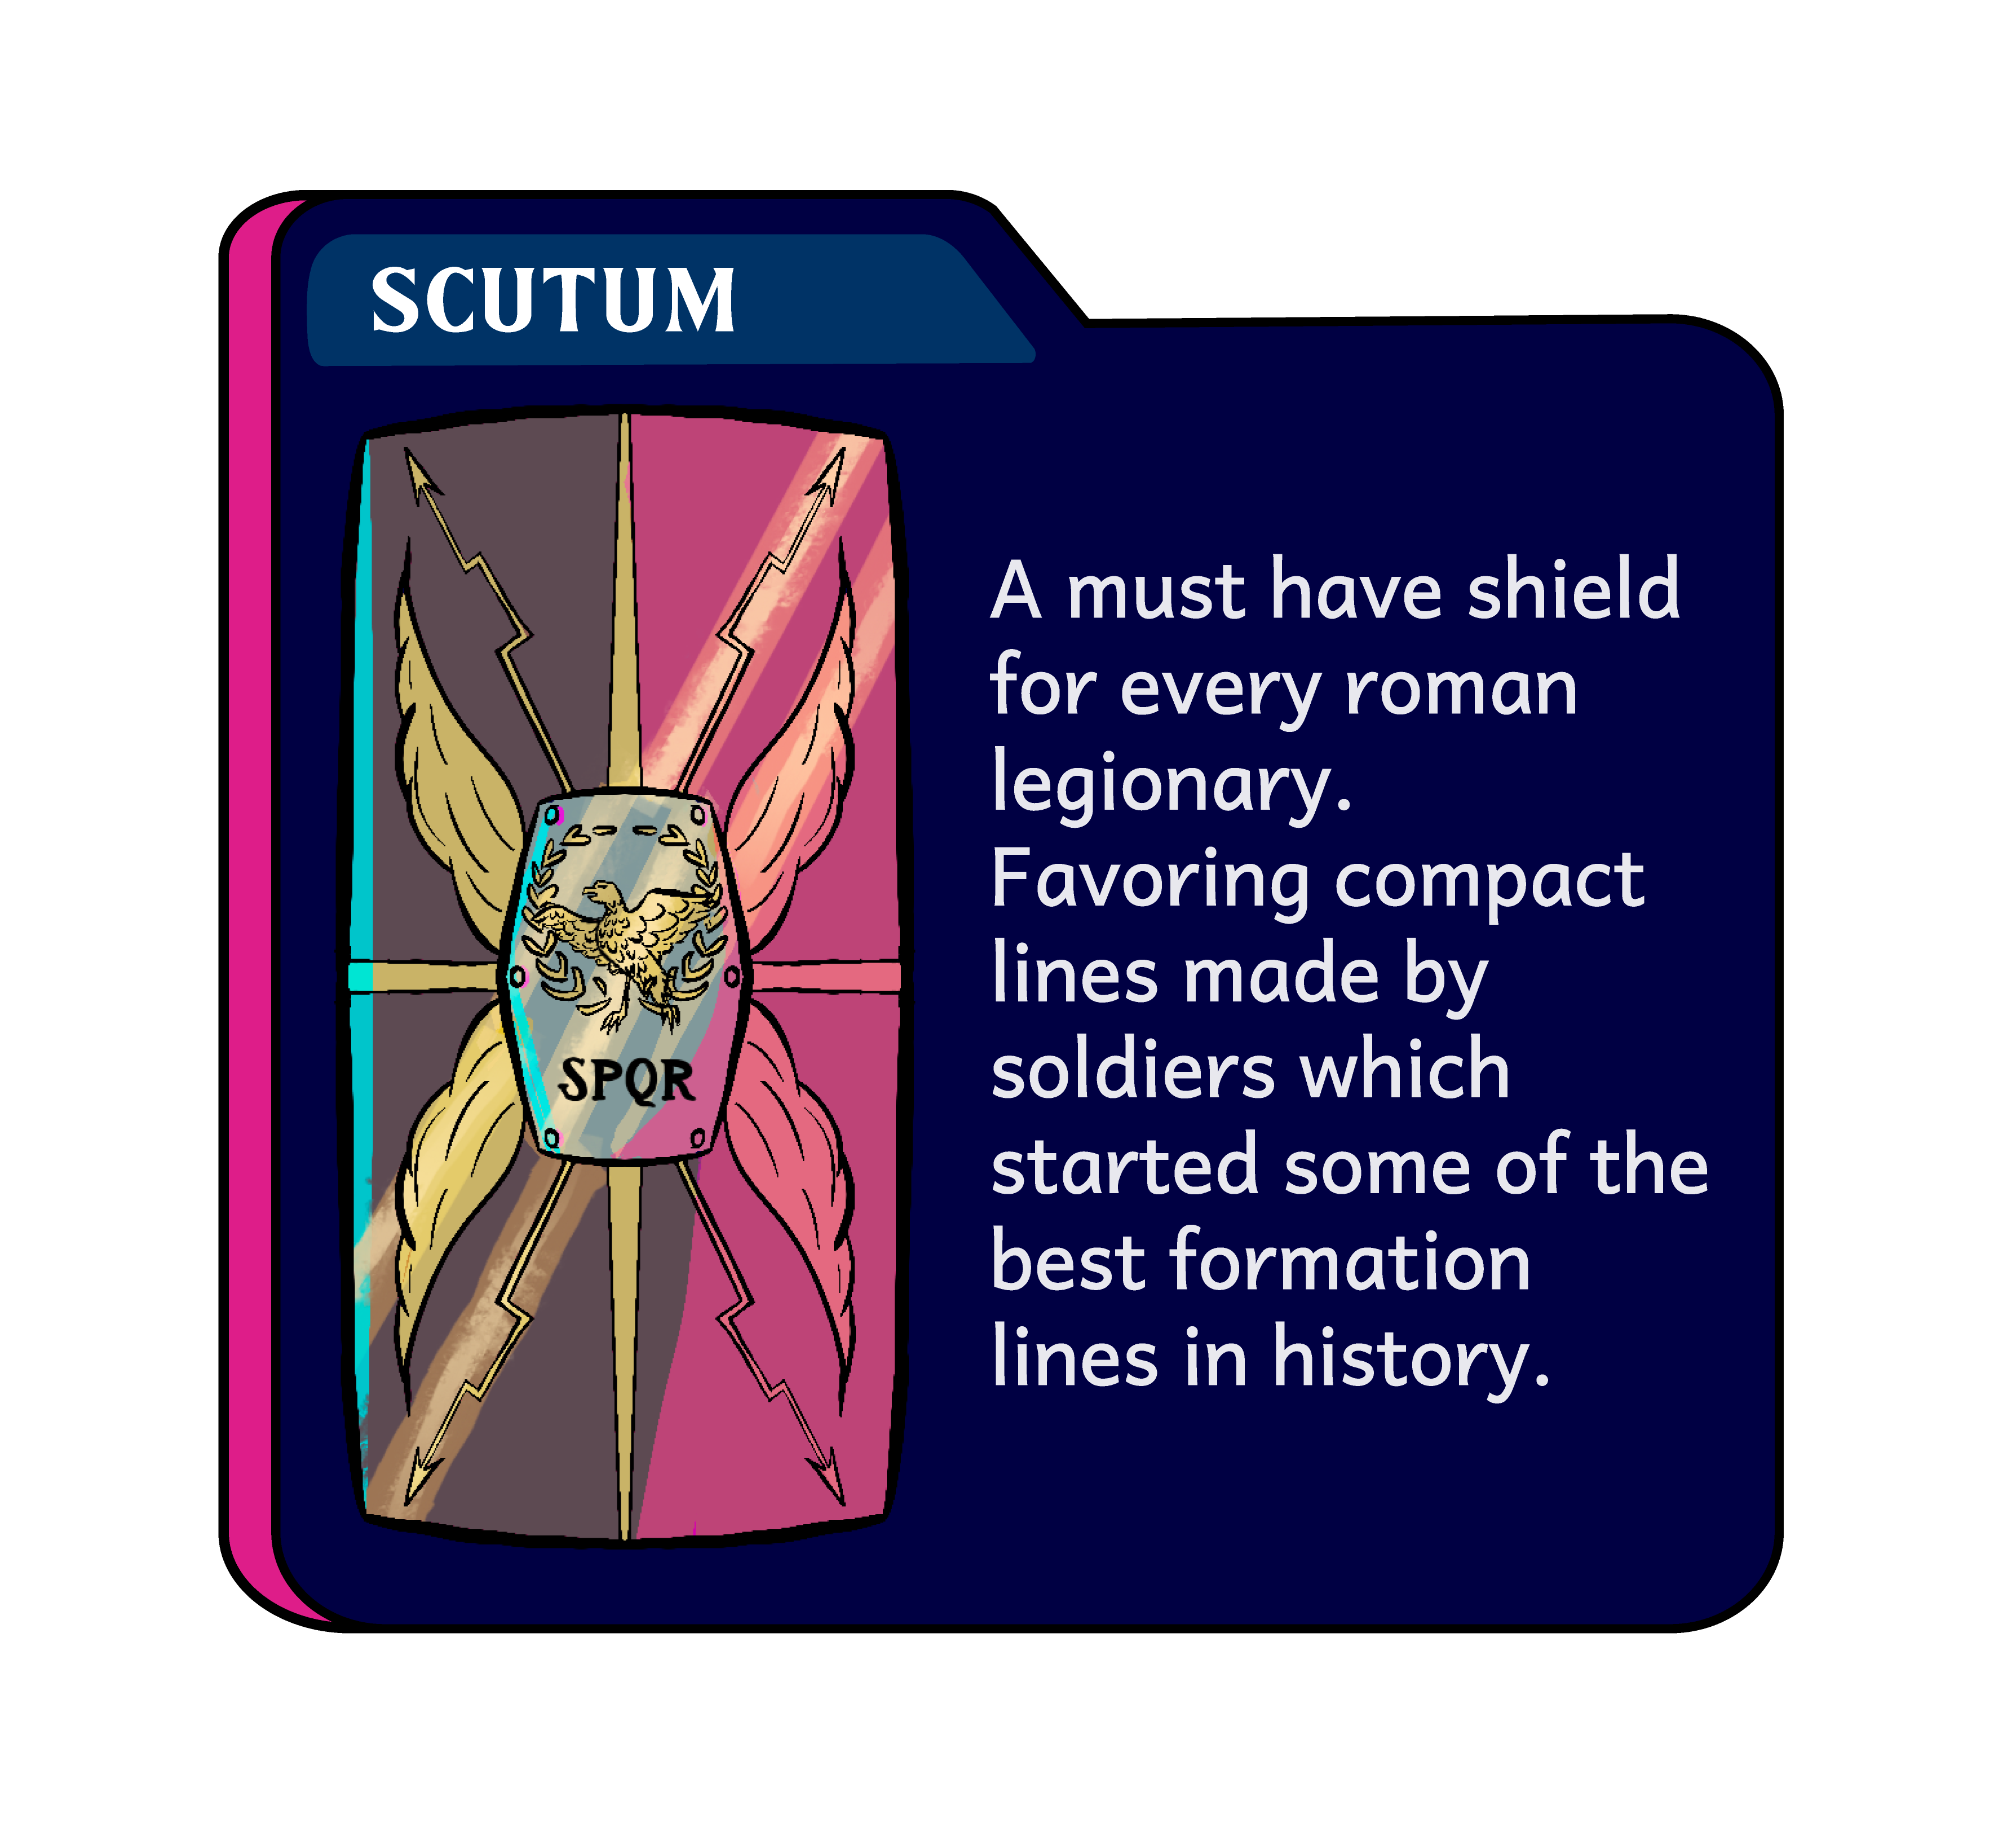 SCUTUM
SPQR
A must have shield
for every roman
legionary.
Favoring compact
lines made by
soldiers which
started some of the
best formation
lines in history.